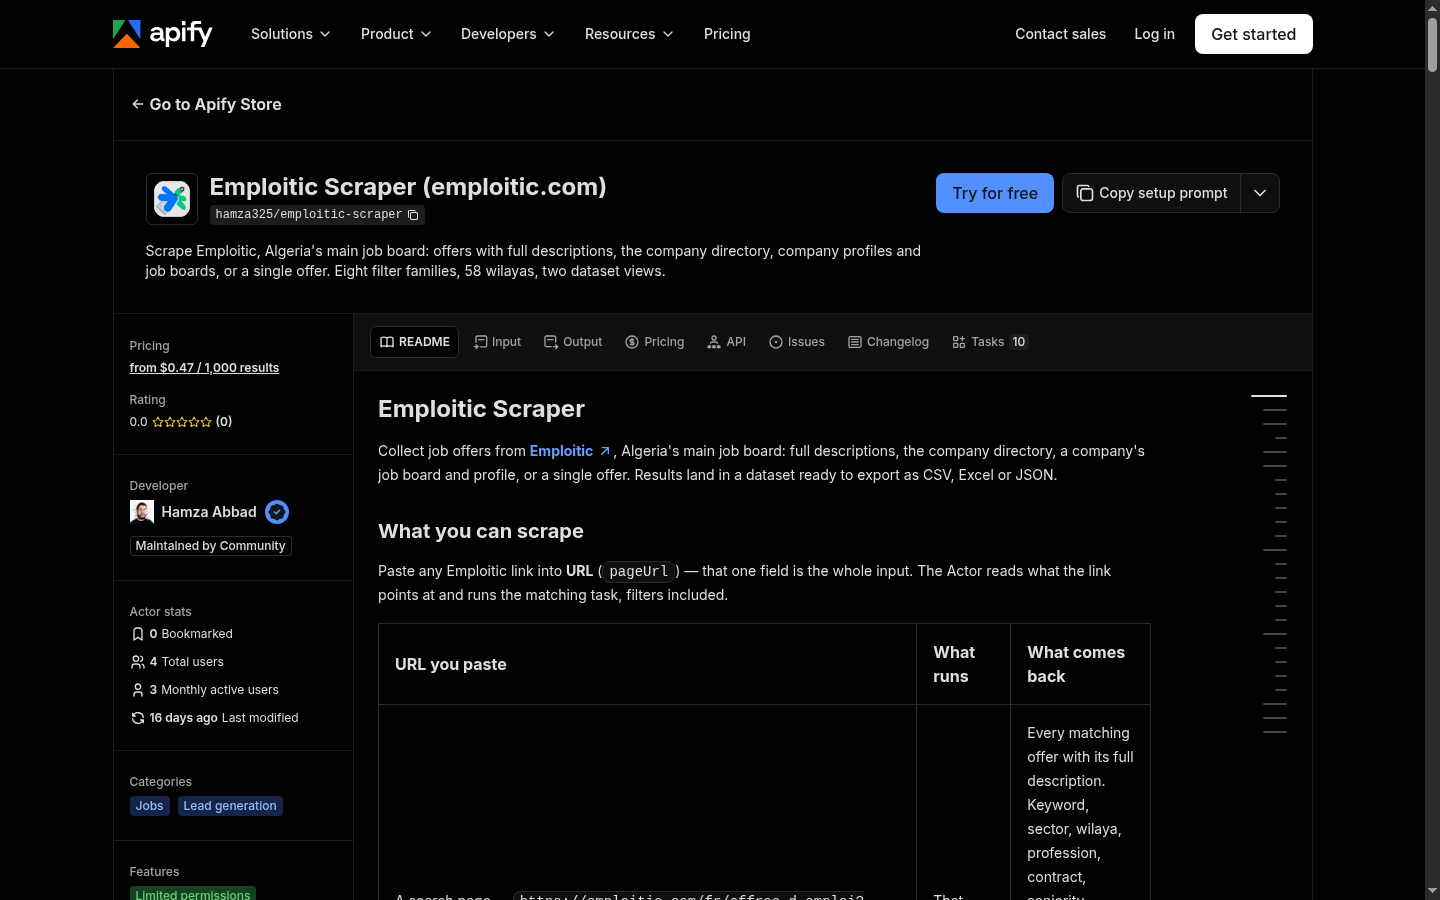 apify
Solutions
Product
Developers
Resources
Pricing
Contact sales
Log in
Get started
Go to Apify Store
Emploitic Scraper (emploitic.com)
hamza325/emploitic-scraper
Try for free
Copy setup prompt
Scrape Emploitic, Algeria's main job board: offers with full descriptions, the company directory, company profiles and
job boards, or a single offer. Eight filter families, 58 wilayas, two dataset views.
Pricing
from $0.47 / 1,000 results
Rating
0.0 (0)
Developer
Hamza Abbad
Maintained by Community
Actor stats
0 Bookmarked
4 Total users
3 Monthly active users
16 days ago Last modified
Categories
Jobs Lead generation
Features
Limited permissions
README
Input
Output
Pricing
API
Issues
Changelog
Tasks 10
Emploitic Scraper
Collect job offers from Emploitic, Algeria's main job board: full descriptions, the company directory, a company's
job board and profile, or a single offer. Results land in a dataset ready to export as CSV, Excel or JSON.
What you can scrape
Paste any Emploitic link into URL (pageUrl) — that one field is the whole input. The Actor reads what the link
points at and runs the matching task, filters included.
URL you paste
What
runs
What comes
back
Every matching
offer with its full
description.
Keyword,
sector, wilaya,
profession,
contract,
seniority
A search page — https://emploitic.com/fr/offres-d-emploi?
That